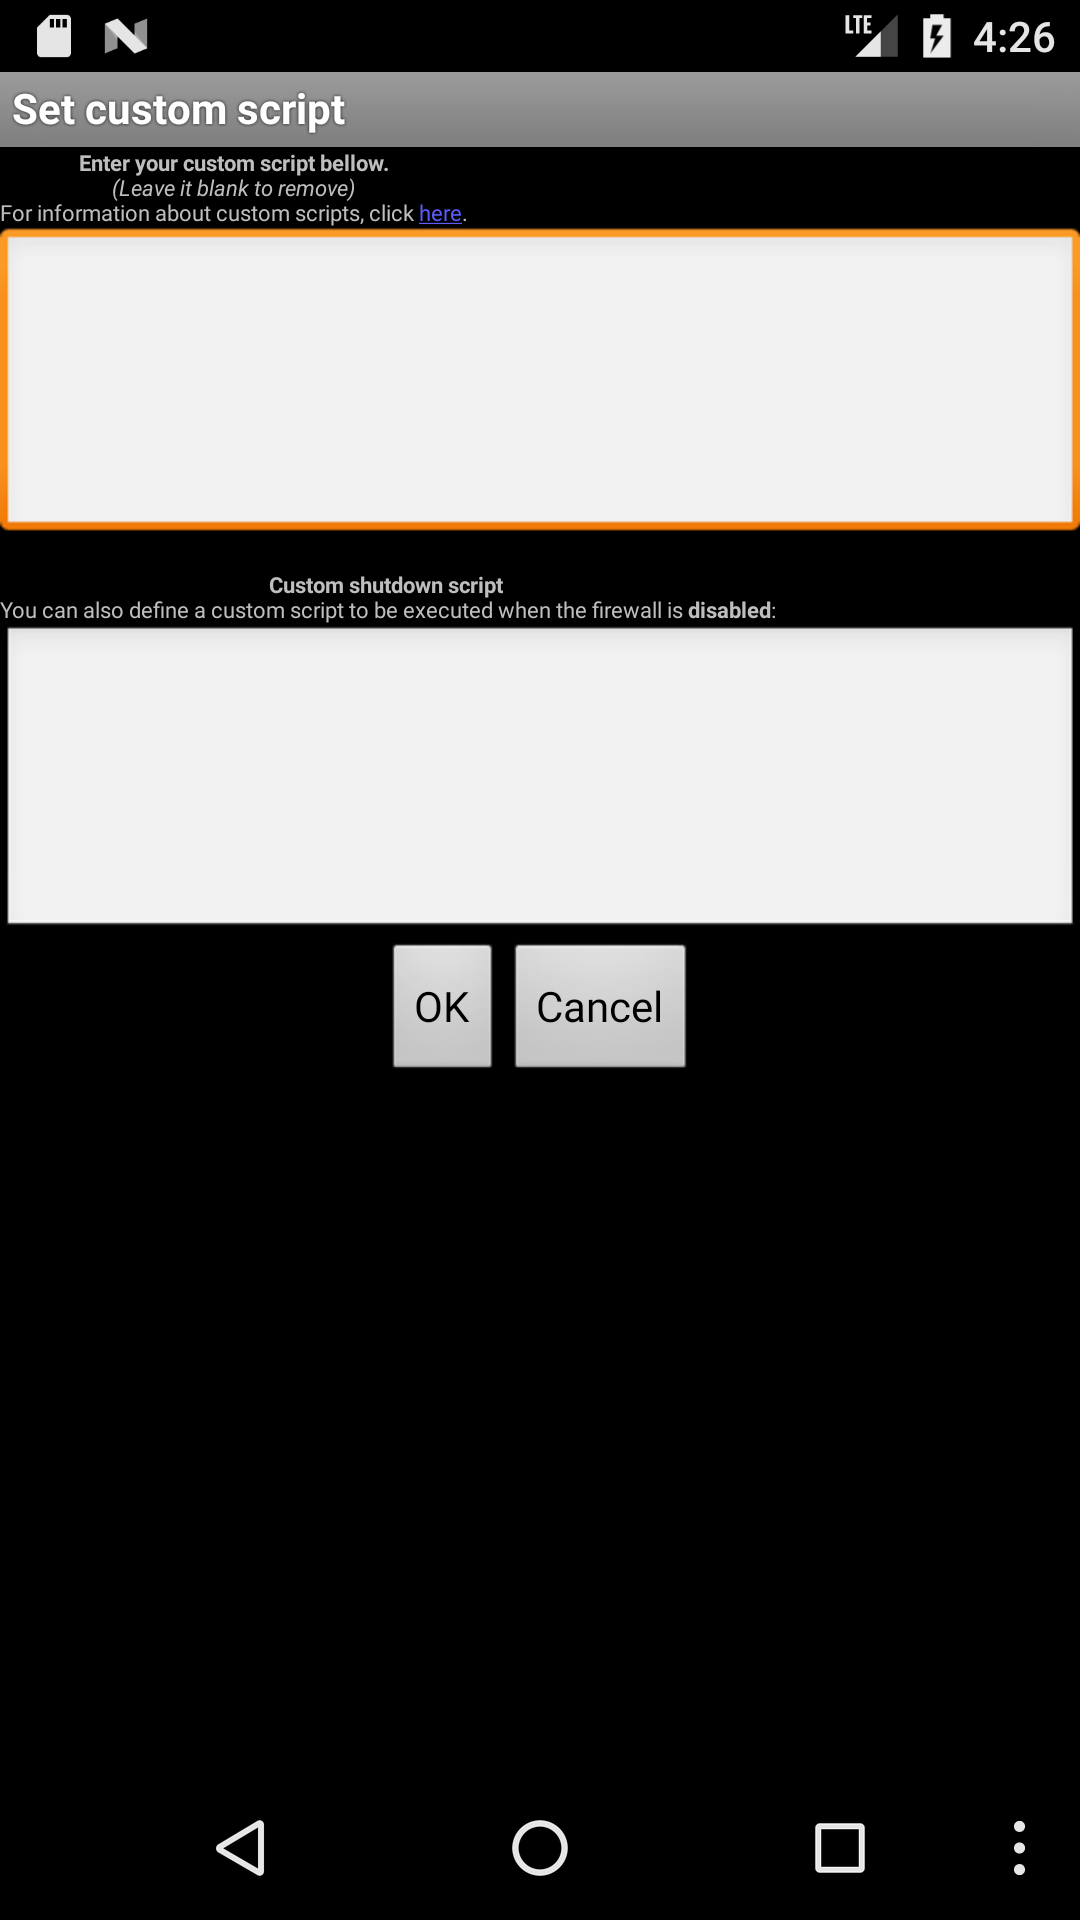 LTE 4:26
Set custom script
Enter your custom script bellow.
(Leave it blank to remove)
For information about custom scripts, click here.
Custom shutdown script
You can also define a custom script to be executed when the firewall is disabled:
OK Cancel